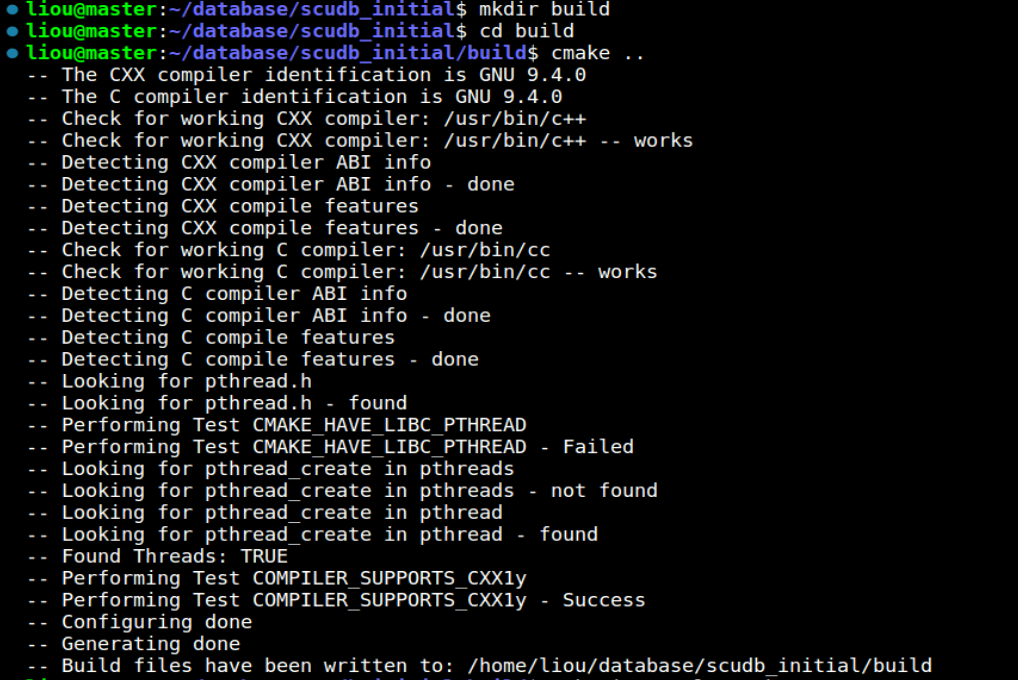 liou@master:~/database/scudb_initial$ mkdir build
liou@master:~/database/scudb_initial$ cd build
liou@master:~/database/scudb_initial/build$ cmake ..
-- The CXX compiler identification is GNU 9.4.0
-- The C compiler identification is GNU 9.4.0
-- Check for working CXX compiler: /usr/bin/c++
-- Check for working CXX compiler: /usr/bin/c++ -- works
-- Detecting CXX compiler ABI info
-- Detecting CXX compiler ABI info - done
-- Detecting CXX compile features
-- Detecting CXX compile features - done
-- Check for working C compiler: /usr/bin/cc
-- Check for working C compiler: /usr/bin/cc -- works
-- Detecting C compiler ABI info
-- Detecting C compiler ABI info - done
-- Detecting C compile features
-- Detecting C compile features - done
-- Looking for pthread.h
-- Looking for pthread.h - found
-- Performing Test CMAKE_HAVE_LIBC_PTHREAD
-- Performing Test CMAKE_HAVE_LIBC_PTHREAD - Failed
-- Looking for pthread_create in pthreads
-- Looking for pthread_create in pthreads - not found
-- Looking for pthread_create in pthread
-- Looking for pthread_create in pthread - found
-- Found Threads: TRUE
-- Performing Test COMPILER_SUPPORTS_CXX1y
-- Performing Test COMPILER_SUPPORTS_CXX1y - Success
-- Configuring done
-- Generating done
-- Build files have been written to: /home/liou/database/scudb_initial/build